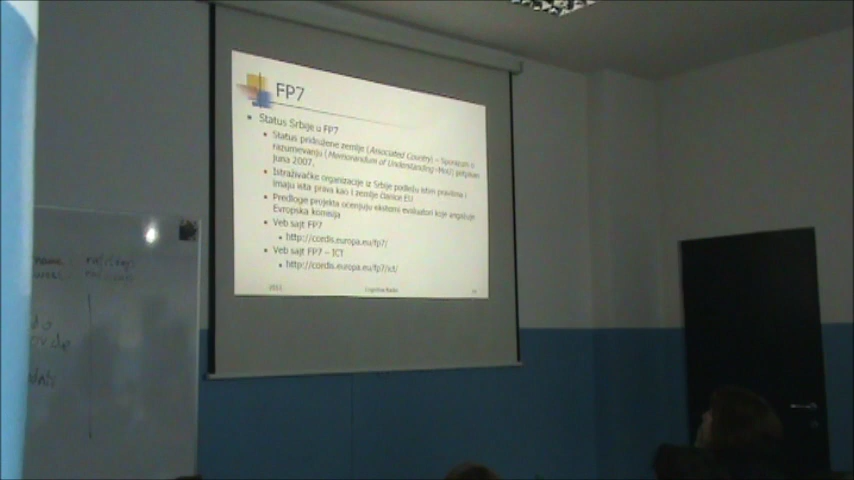 FP7
Status Srbije u FP7
Status pridružene zemlje (Associated Country) – Sporazum o
razumevanju (Memorandum of Understanding -MoU) potpisan
juna 2007.
Istraživačke organizacije iz Srbije podležu istim pravilima i
imaju ista prava kao i zemlje članice EU
Predloge projekta ocenjuju eksterni evaluatori koje angažuje
Evropska komisija
Veb sajt FP7
http://cordis.europa.eu/fp7/
Veb sajt FP7 – ICT
http://cordis.europa.eu/fp7/ict/
Cognitive Radio